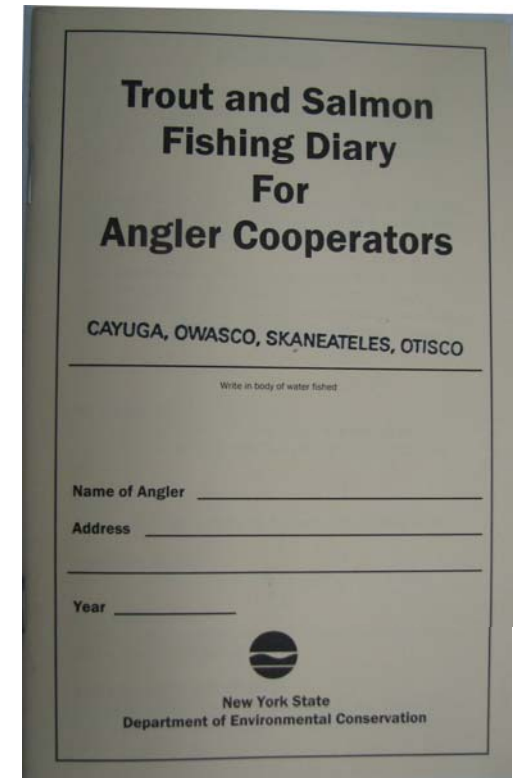 Trout and Salmon
Fishing Diary
For
Angler Cooperators
CAYUGA, OWASCO, SKANEATELES, OTISCO
Write in body of water fished
Name of Angler
Address
Year
New York State
Department of Environmental Conservation